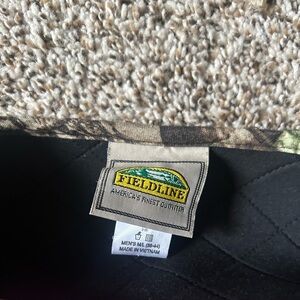 FIELDLINE
AMERICA'S FINEST OUTFITTER
MEN'S M/L (38-44)
MADE IN VIETNAM